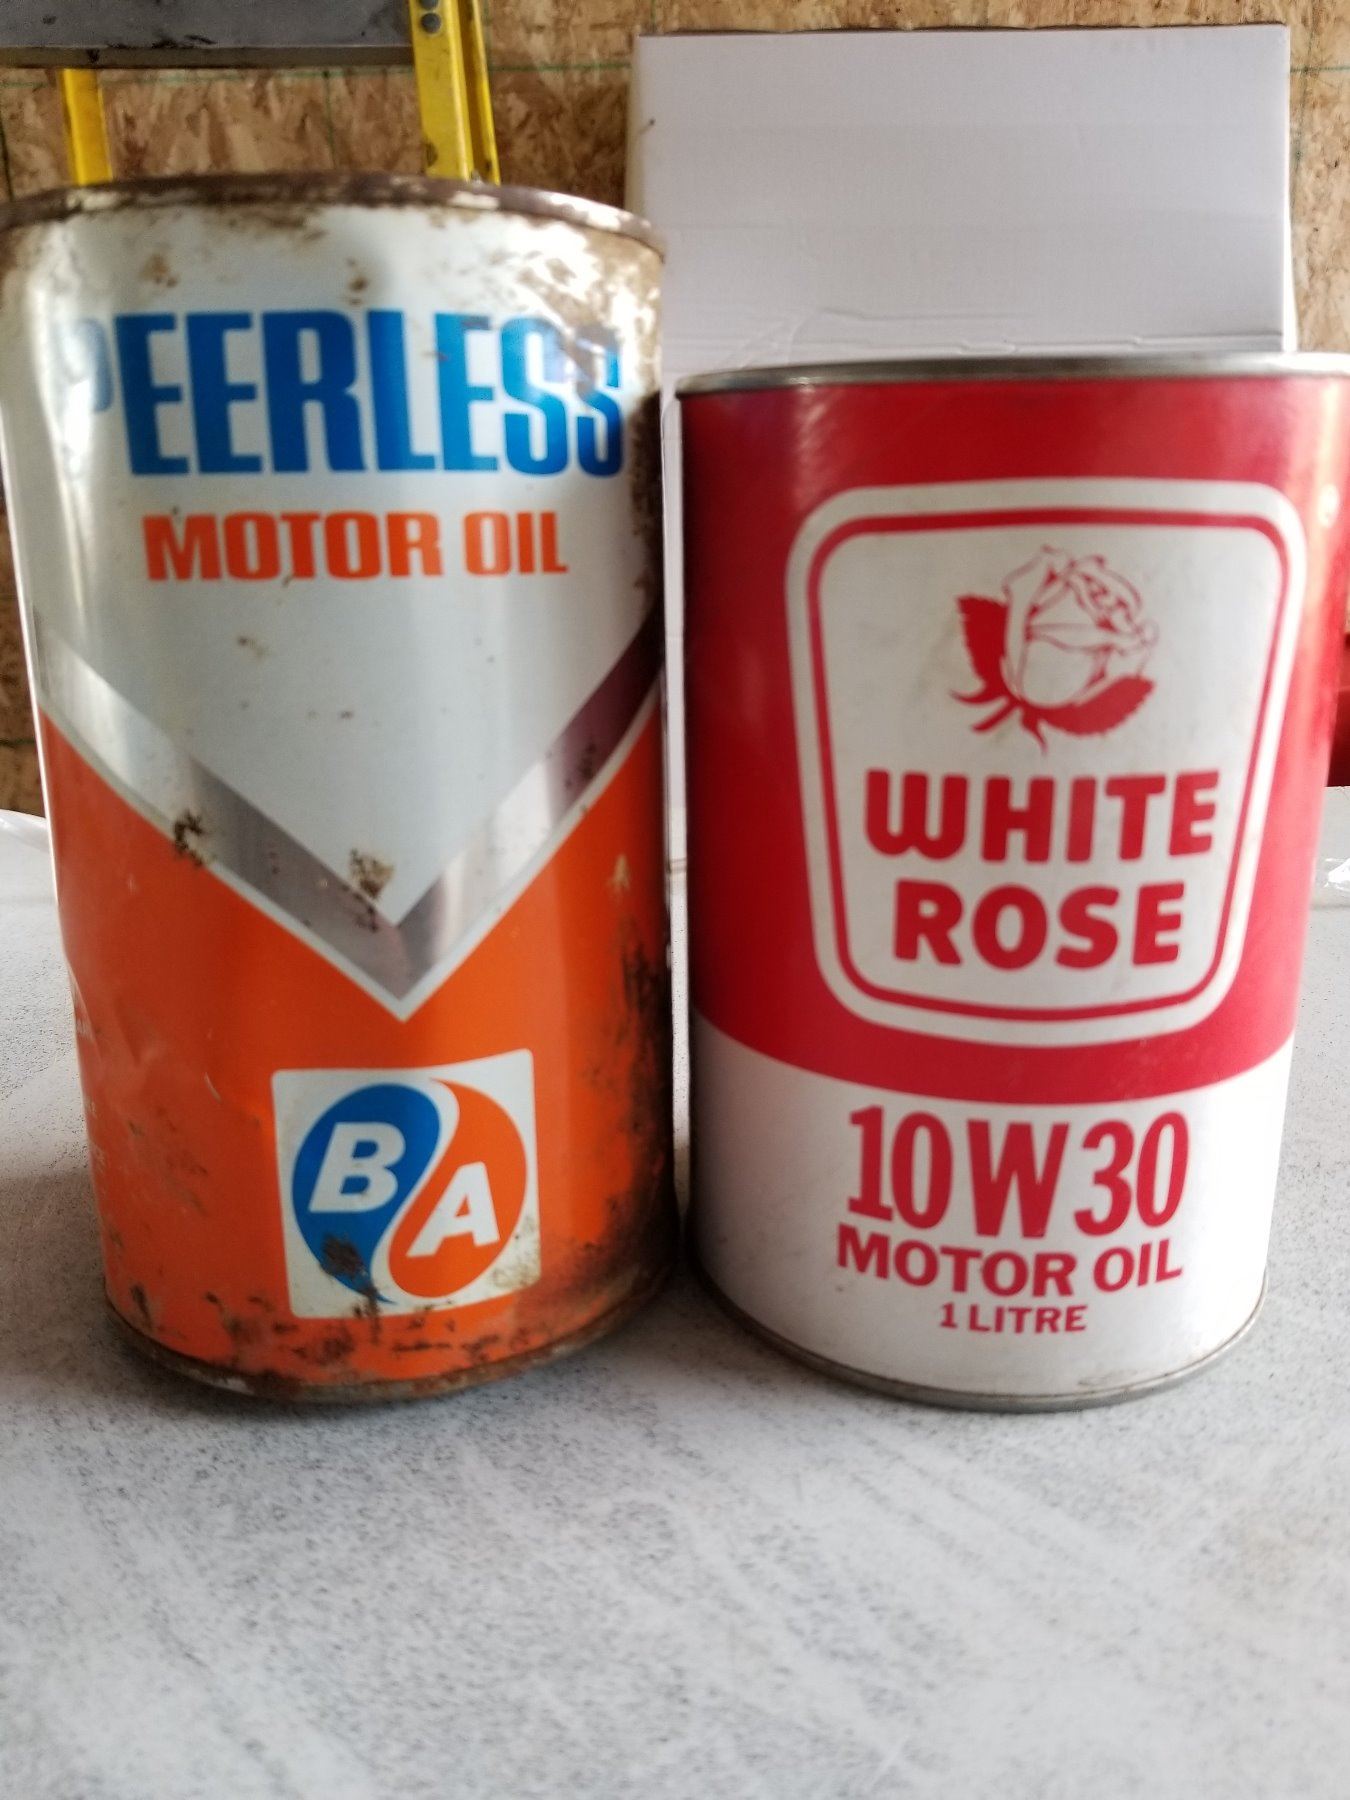 PEERLESS
MOTOR OIL
BA
WHITE
ROSE
10W30
MOTOR OIL
1 LITRE